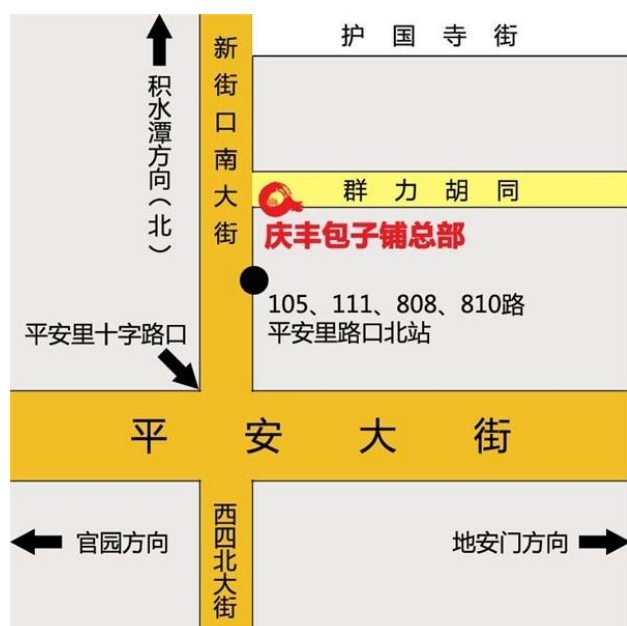 护国寺街
新街口南大街
积水潭方向（北）
群力胡同
庆丰包子铺总部
105、111、808、810路
平安里路口北站
平安里十字路口
平安大街
西四北大街
官园方向
地安门方向